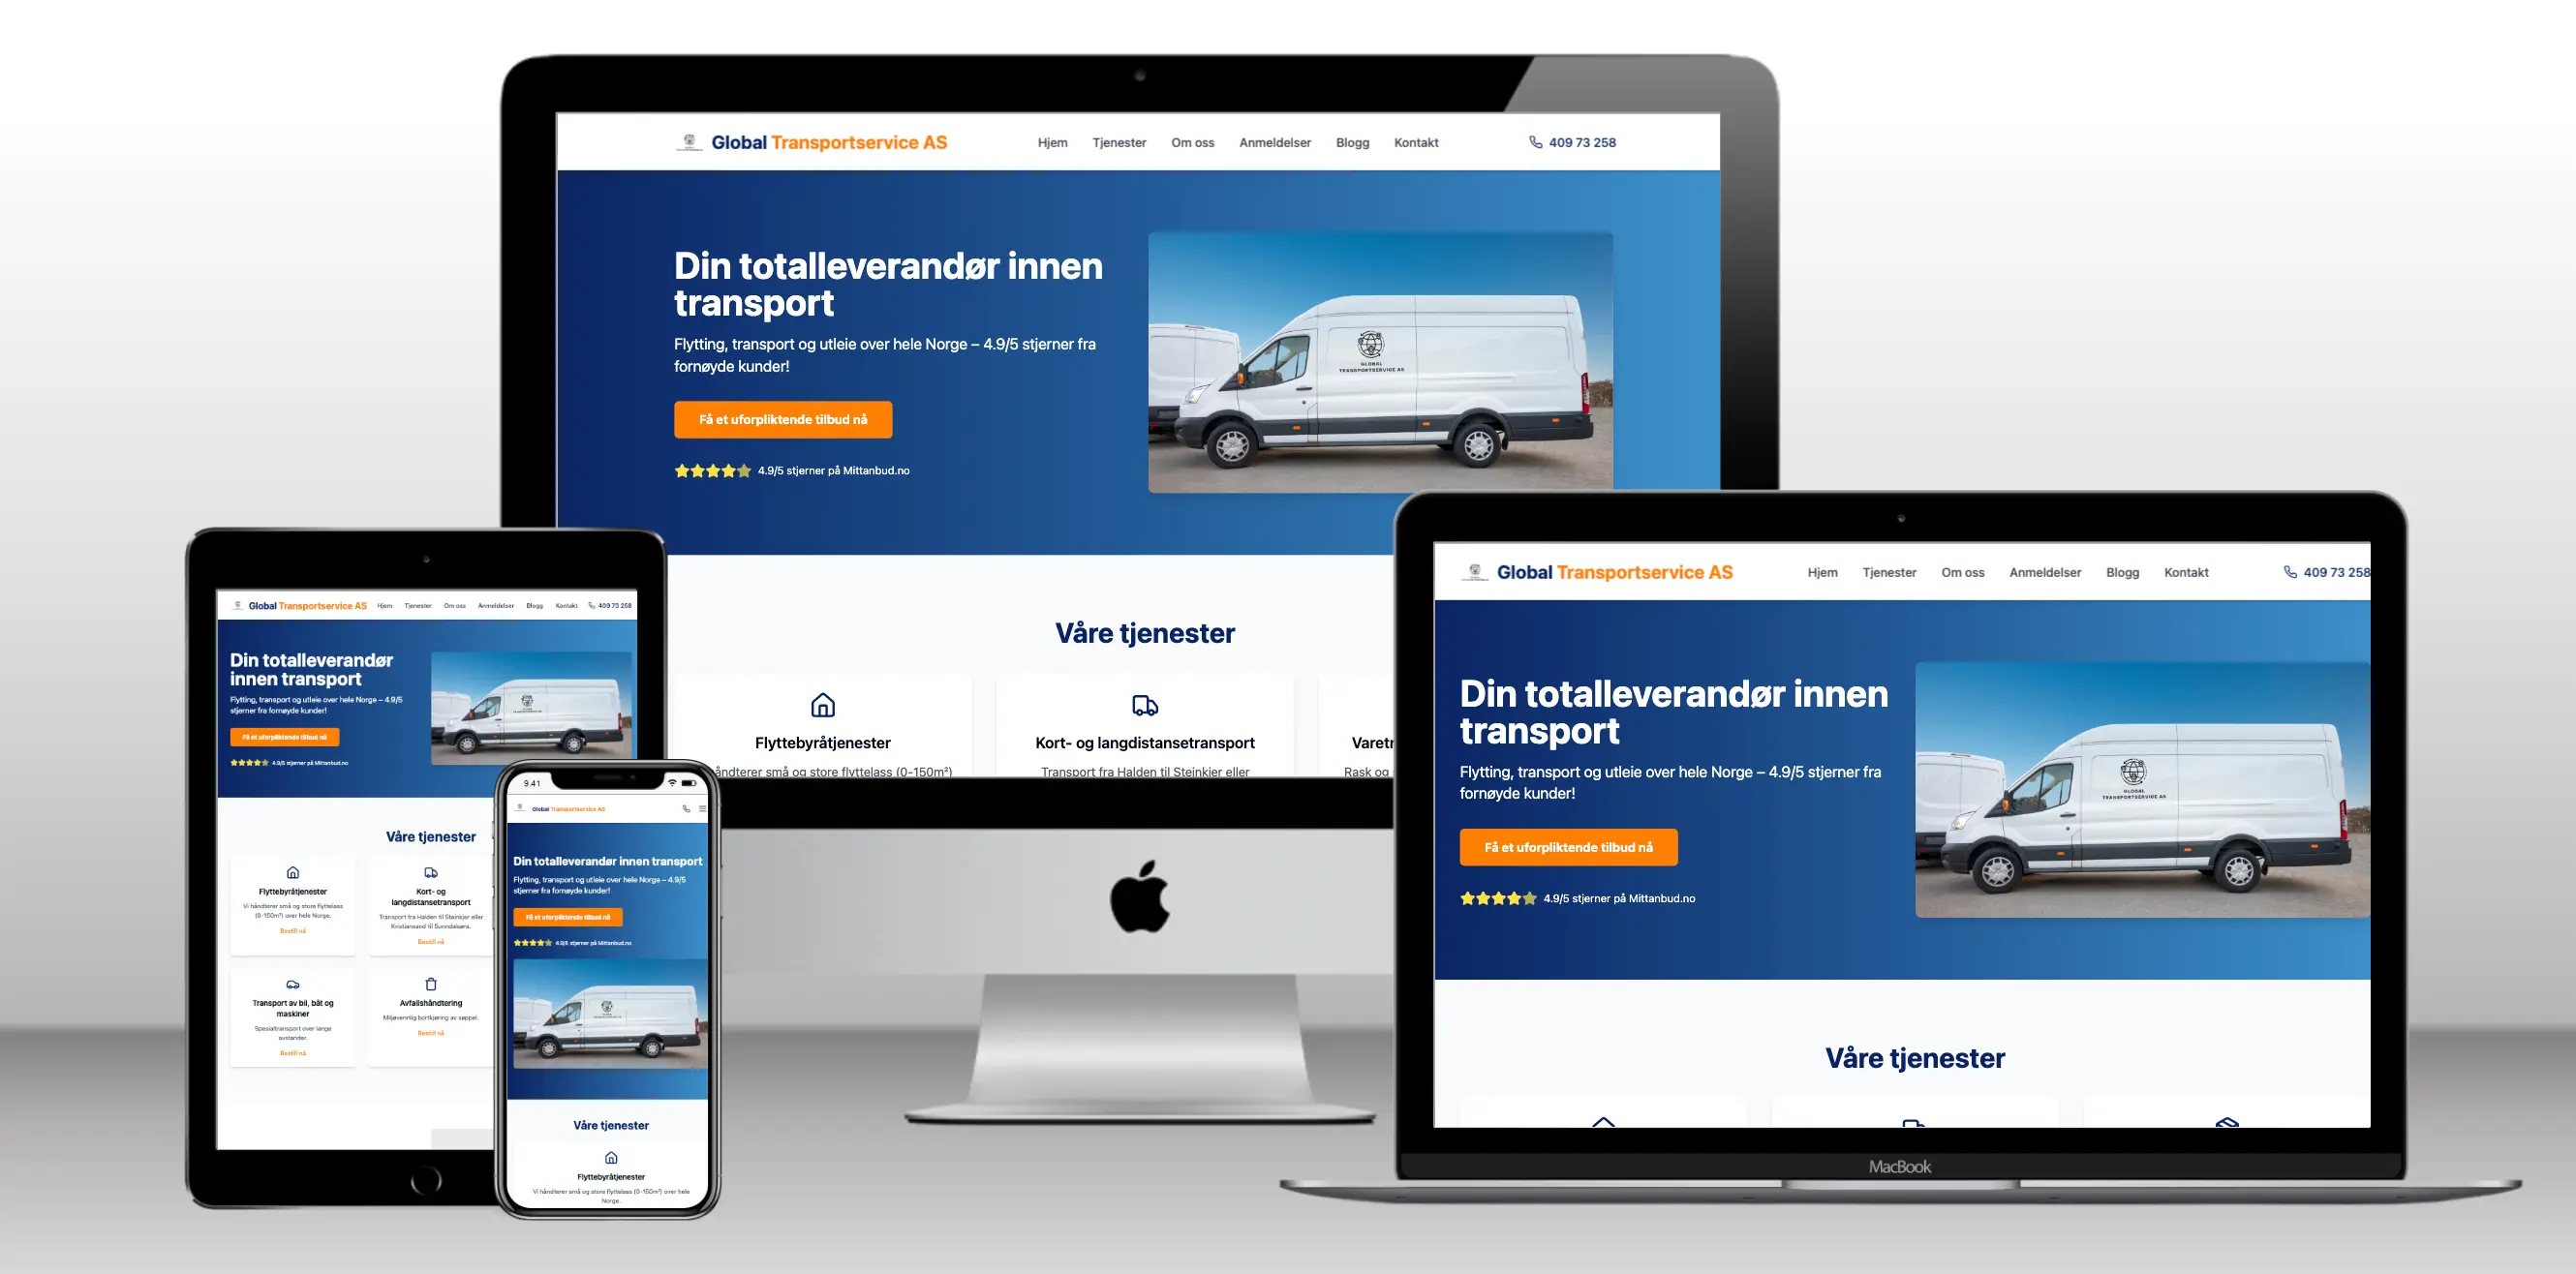 Global Transportservice AS
Hjem Tjenester Om oss Anmeldelser Blogg Kontakt
409 73 258
Din totalleverandør innen
transport
Flytting, transport og utleie over hele Norge – 4.9/5 stjerner fra
fornøyde kunder!
Få et uforpliktende tilbud nå
4.9/5 stjerner på Mittanbud.no
GLOBAL
TRANSPORTSERVICE AS
Våre tjenester
Flyttebyråtjenester
håndterer små og store flyttelass (0-150m²)
Kort- og langdistansetransport
Transport fra Halden til Steinkjer eller
Varetr
Rask og
Global Transportservice AS
Hjem Tjenester Om oss Anmeldelser Blogg Kontakt
409 73 258
Din totalleverandør
innen transport
Flytting, transport og utleie over hele Norge – 4.9/5
stjerner fra fornøyde kunder!
Få et uforpliktende tilbud nå
4.9/5 stjerner på Mittanbud.no
Våre tjenester
Flyttebyråtjenester
Vi håndterer små og store flyttelass
(0-150m²) over hele Norge.
Bestill nå
Kort- og
langdistansetransport
Transport fra Halden til Steinkjer eller
Kristiansand til Sunndalsøra.
Bestill nå
Transport av bil, båt og
maskiner
Spesialtransport over lange
avstander.
Bestill nå
Avfallshåndtering
Miljøvennlig bortkjøring av søppel.
Bestill nå
9.41
Global Transportservice AS
Din totalleverandør innen transport
Flytting, transport og utleie over hele Norge – 4.9/5
stjerner fra fornøyde kunder!
Få et uforpliktende tilbud nå
4.9/5 stjerner på Mittanbud.no
Våre tjenester
Flyttebyråtjenester
Vi håndterer små og store flyttelass (0-150m²) over hele
Norge.
Global Transportservice AS
Hjem Tjenester Om oss Anmeldelser Blogg Kontakt
409 73 258
Din totalleverandør innen
transport
Flytting, transport og utleie over hele Norge – 4.9/5 stjerner fra
fornøyde kunder!
Få et uforpliktende tilbud nå
4.9/5 stjerner på Mittanbud.no
GLOBAL
TRANSPORTSERVICE AS
Våre tjenester
MacBook